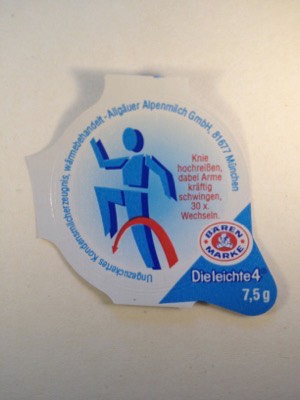 Ungezuckertes Kondensmilcherzeugnis, wärmebehandelt - Allgäuer Alpenmilch GmbH, 81677 München
Knie
hochreißen,
dabei Arme
kräftig
schwingen,
30 x.
Wechseln.
BÄREN
MARKE
Die leichte 4
7,5 g